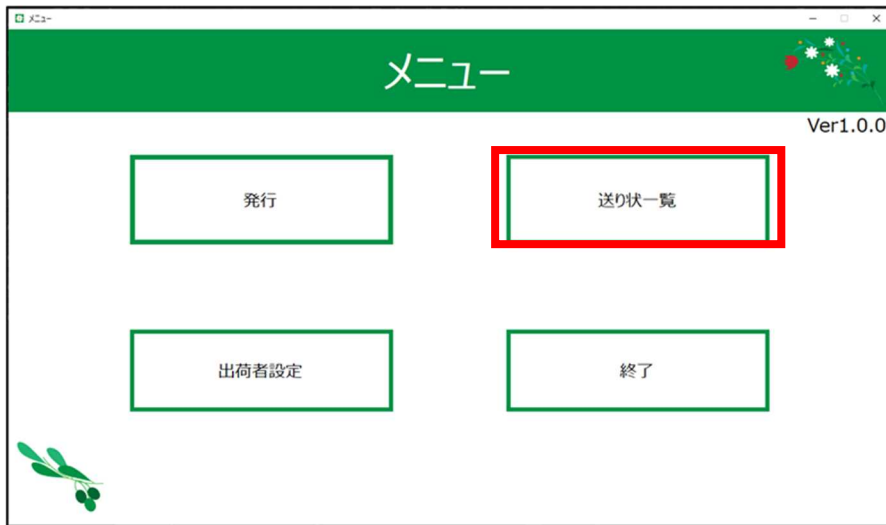 メニュー
メニュー
Ver1.0.0
発行
送り状一覧
出荷者設定
終了